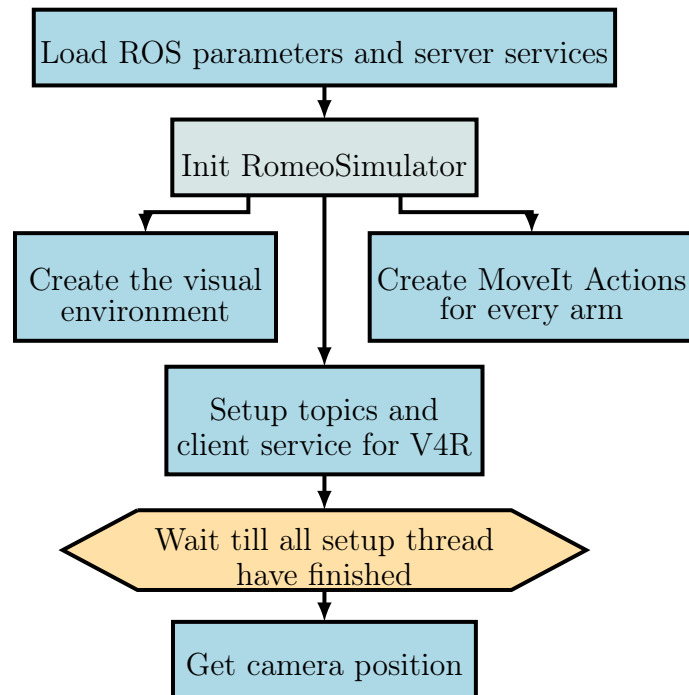 Load ROS parameters and server services
Init RomeoSimulator
Create the visual
environment
Create MoveIt Actions
for every arm
Setup topics and
client service for V4R
Wait till all setup thread
have finished
Get camera position